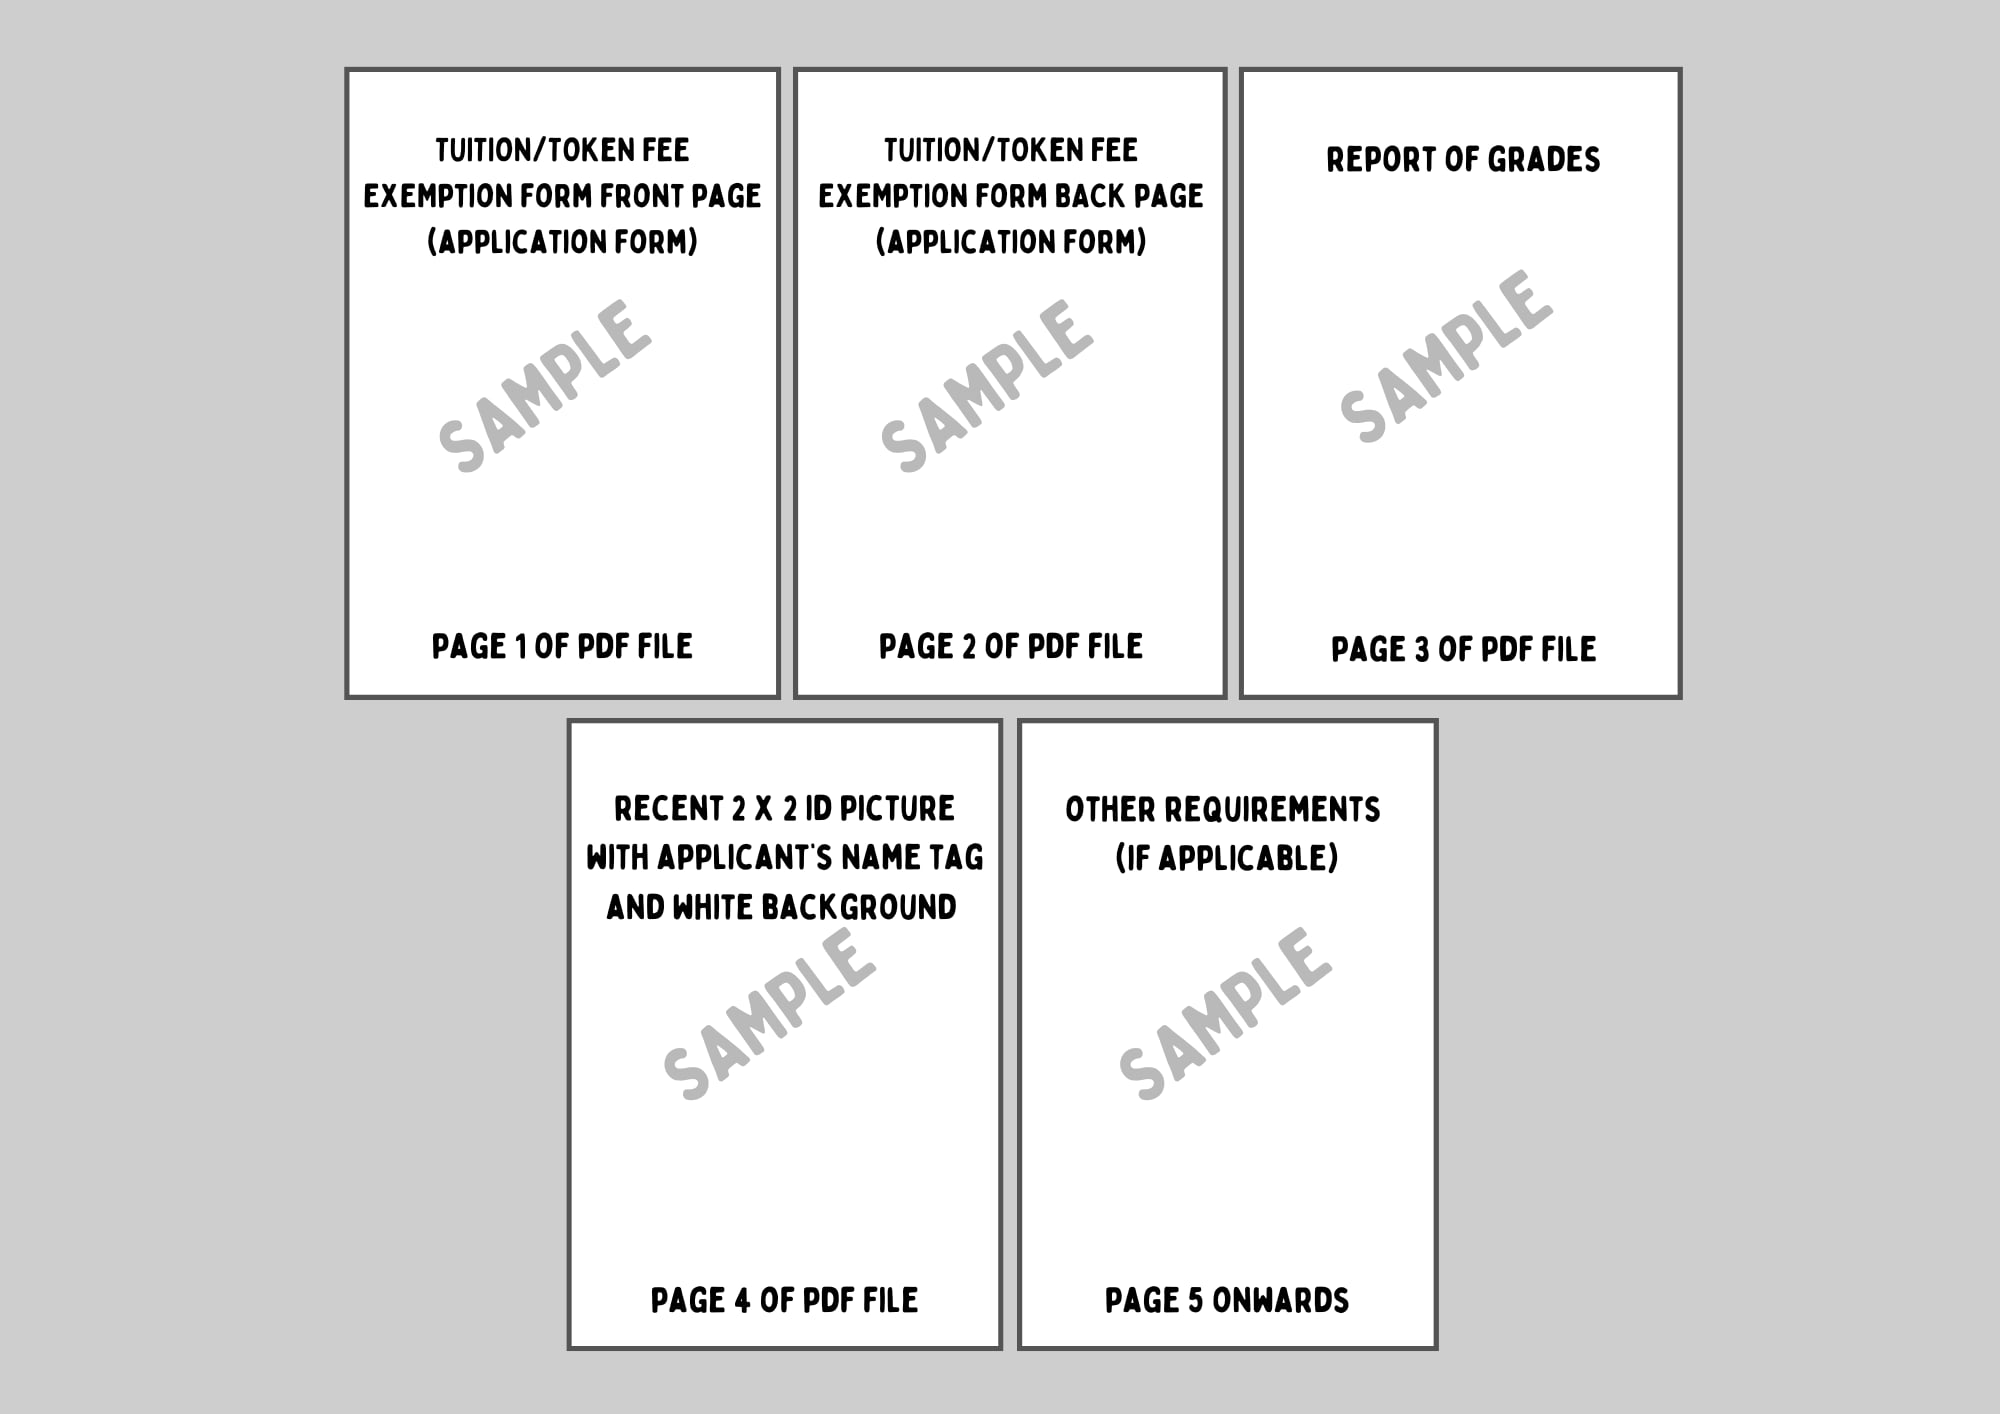 TUITION/TOKEN FEE
EXEMPTION FORM FRONT PAGE
(APPLICATION FORM)
SAMPLE
PAGE 1 OF PDF FILE
TUITION/TOKEN FEE
EXEMPTION FORM BACK PAGE
(APPLICATION FORM)
SAMPLE
PAGE 2 OF PDF FILE
REPORT OF GRADES
SAMPLE
PAGE 3 OF PDF FILE
RECENT 2 X 2 ID PICTURE
WITH APPLICANT'S NAME TAG
AND WHITE BACKGROUND
SAMPLE
PAGE 4 OF PDF FILE
OTHER REQUIREMENTS
(IF APPLICABLE)
SAMPLE
PAGE 5 ONWARDS